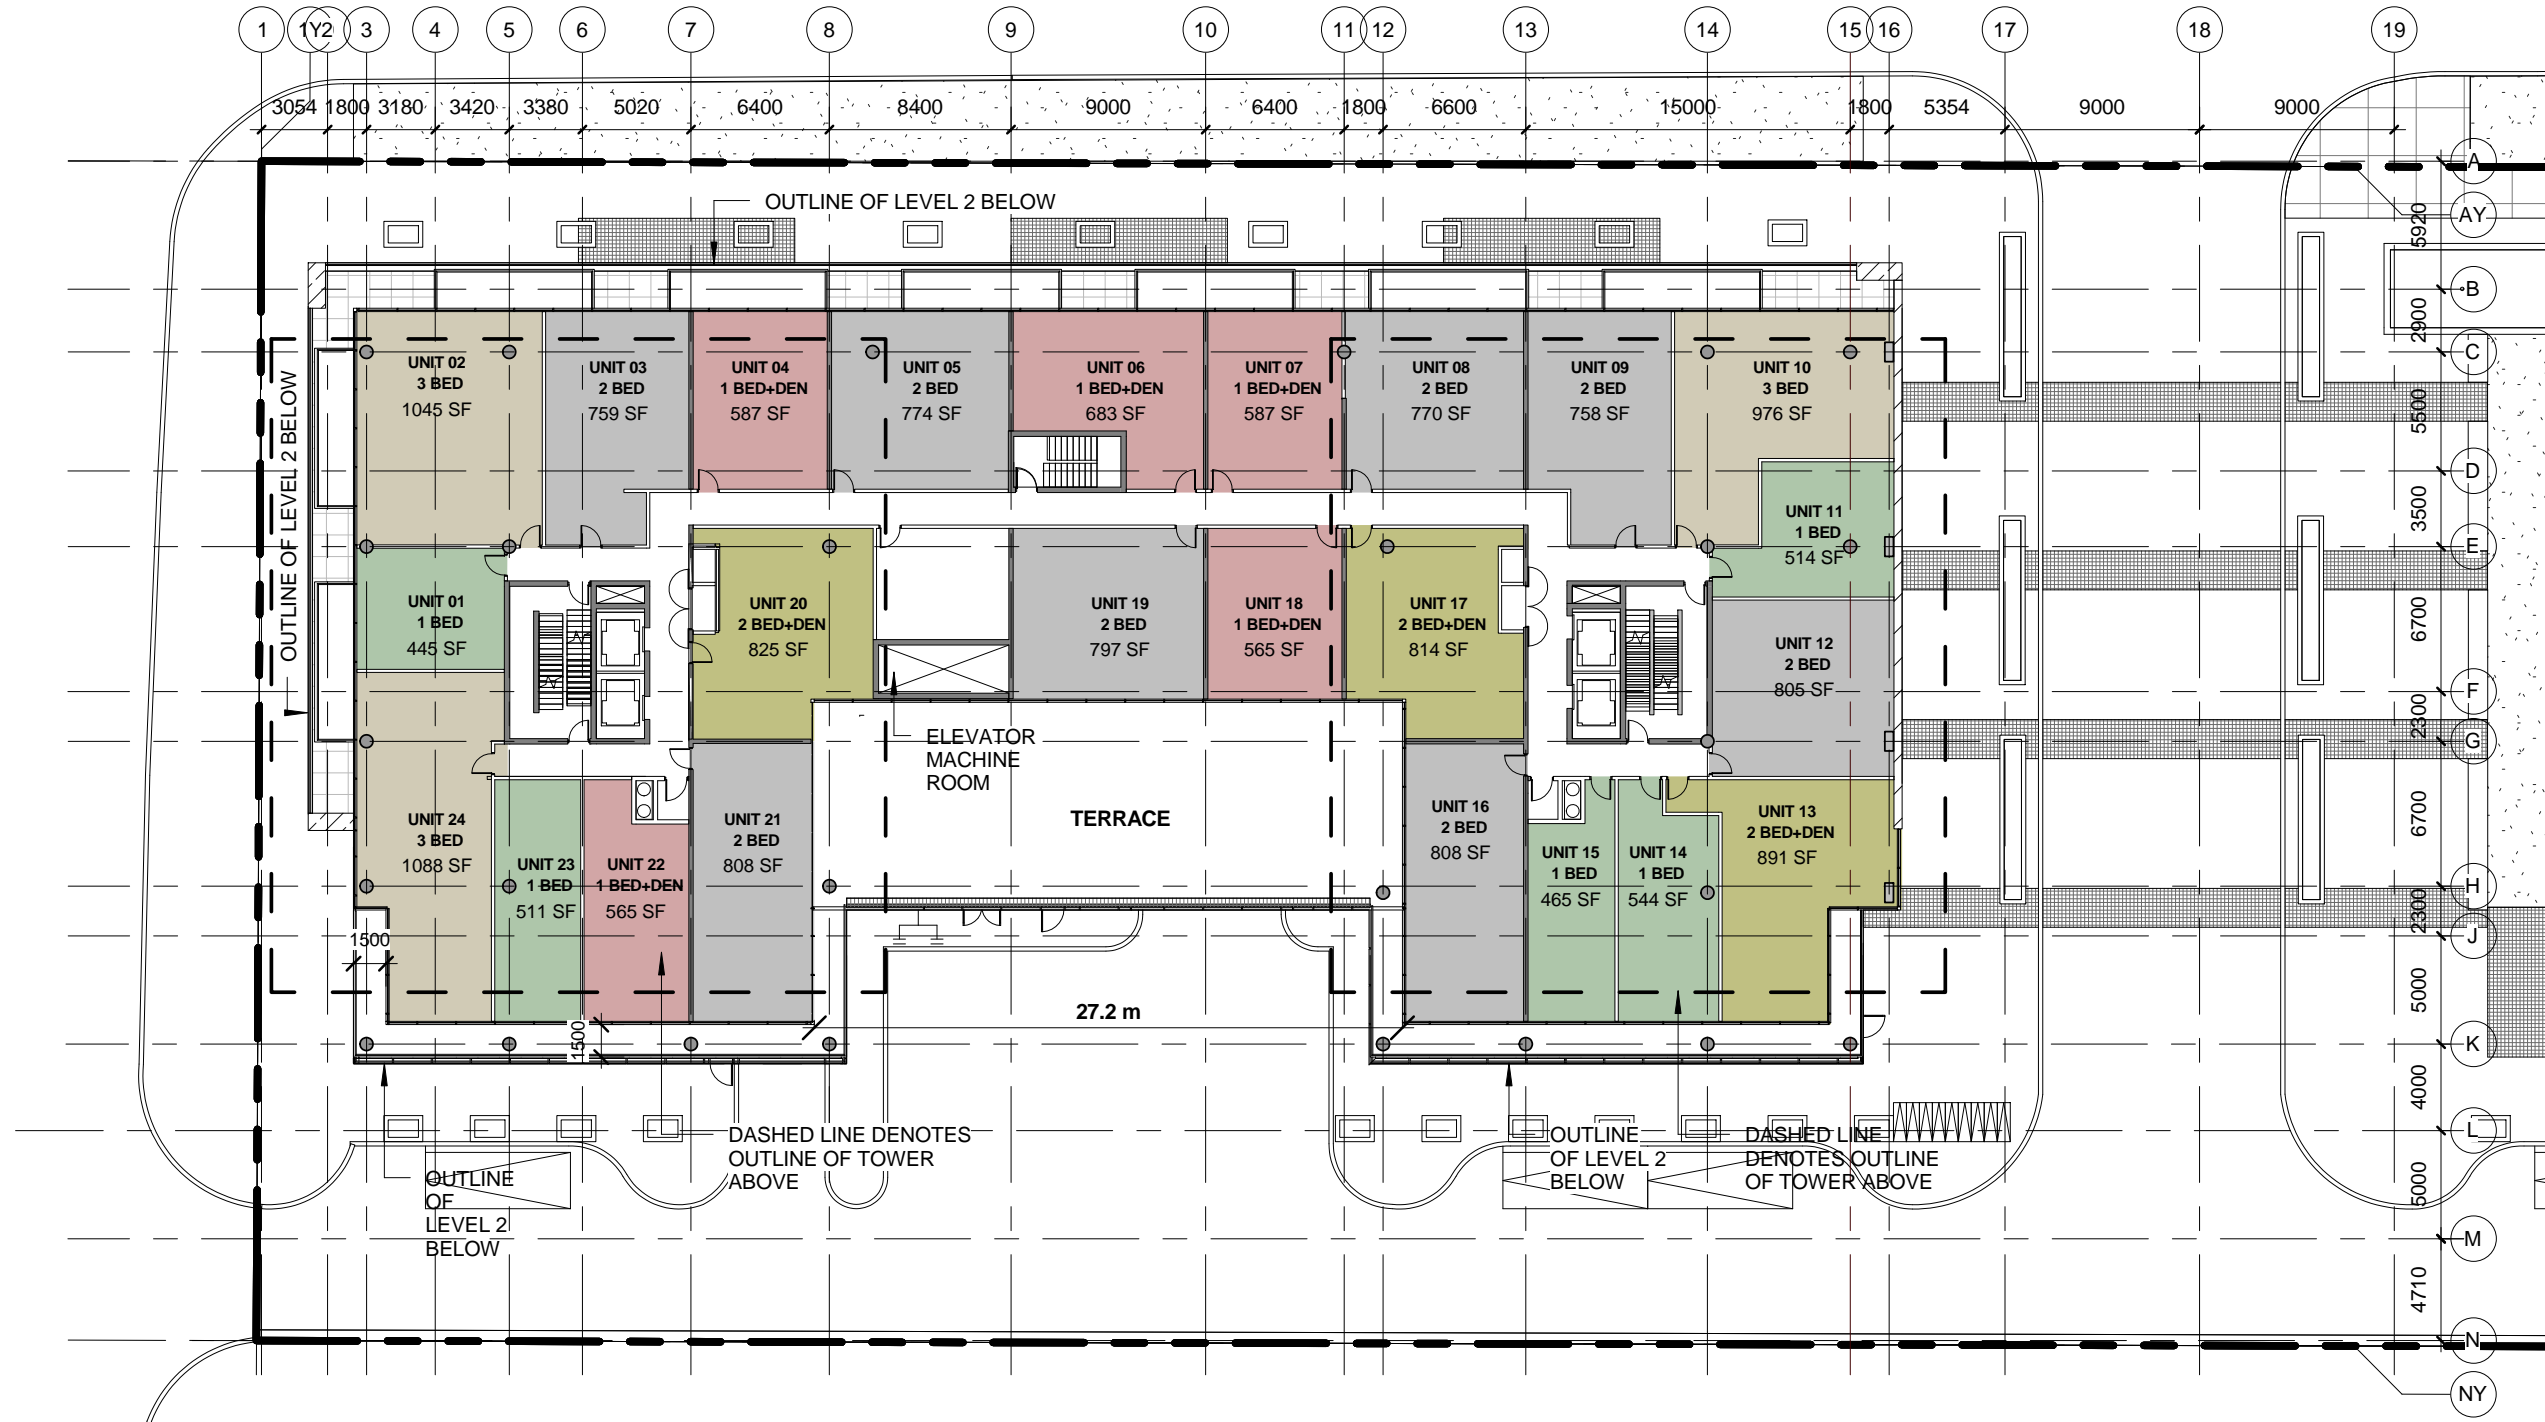 1
1Y
2
3
4
5
6
7
8
9
10
11
12
13
14
15
16
17
18
19
3054
1800
3180
3420
3380
5020
6400
8400
9000
6400
1800
6600
15000
1800
5354
9000
9000
A
AY
B
C
D
E
F
G
H
J
K
L
M
N
NY
5920
2900
5500
3500
6700
2300
6700
2300
5000
4000
5000
4710
OUTLINE OF LEVEL 2 BELOW
OUTLINE OF LEVEL 2 BELOW
UNIT 02
3 BED
1045 SF
UNIT 03
2 BED
759 SF
UNIT 04
1 BED+DEN
587 SF
UNIT 05
2 BED
774 SF
UNIT 06
1 BED+DEN
683 SF
UNIT 07
1 BED+DEN
587 SF
UNIT 08
2 BED
770 SF
UNIT 09
2 BED
758 SF
UNIT 10
3 BED
976 SF
UNIT 11
1 BED
514 SF
UNIT 01
1 BED
445 SF
UNIT 20
2 BED+DEN
825 SF
UNIT 19
2 BED
797 SF
UNIT 18
1 BED+DEN
565 SF
UNIT 17
2 BED+DEN
814 SF
UNIT 12
2 BED
805 SF
ELEVATOR
MACHINE
ROOM
TERRACE
UNIT 24
3 BED
1088 SF
UNIT 23
1 BED
511 SF
UNIT 22
1 BED+DEN
565 SF
UNIT 21
2 BED
808 SF
UNIT 16
2 BED
808 SF
UNIT 15
1 BED
465 SF
UNIT 14
1 BED
544 SF
UNIT 13
2 BED+DEN
891 SF
1500
1500
27.2 m
DASHED LINE DENOTES
OUTLINE OF TOWER
ABOVE
OUTLINE
OF
LEVEL 2
BELOW
OUTLINE
OF LEVEL 2
BELOW
DASHED LINE
DENOTES OUTLINE
OF TOWER ABOVE